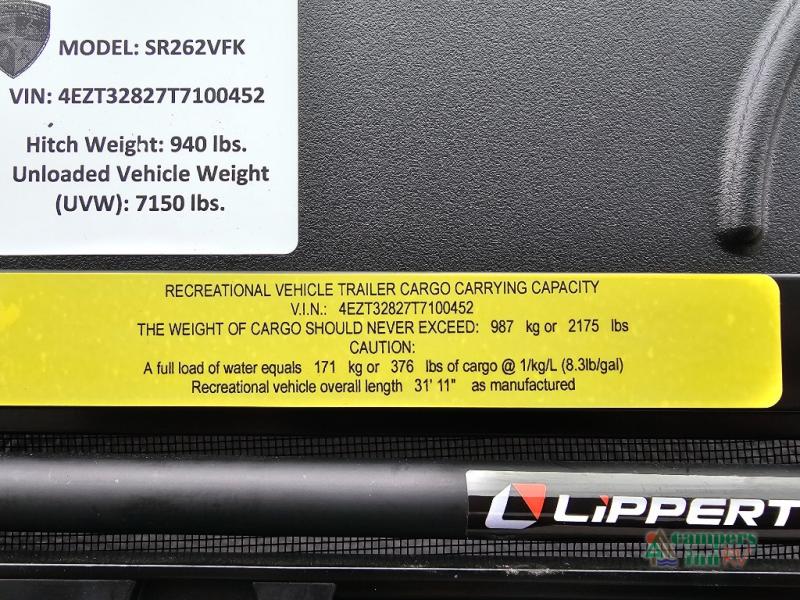 MODEL: SR262VFK
VIN: 4EZT32827T7100452
Hitch Weight: 940 lbs.
Unloaded Vehicle Weight
(UVW): 7150 lbs.
RECREATIONAL VEHICLE TRAILER CARGO CARRYING CAPACITY
V.I.N.: 4EZT32827T7100452
THE WEIGHT OF CARGO SHOULD NEVER EXCEED: 987 kg or 2175 lbs
CAUTION:
A full load of water equals 171 kg or 376 lbs of cargo @ 1/kg/L (8.3lb/gal)
Recreational vehicle overall length 31' 11" as manufactured
LiPPERT
Campers
Inn RV